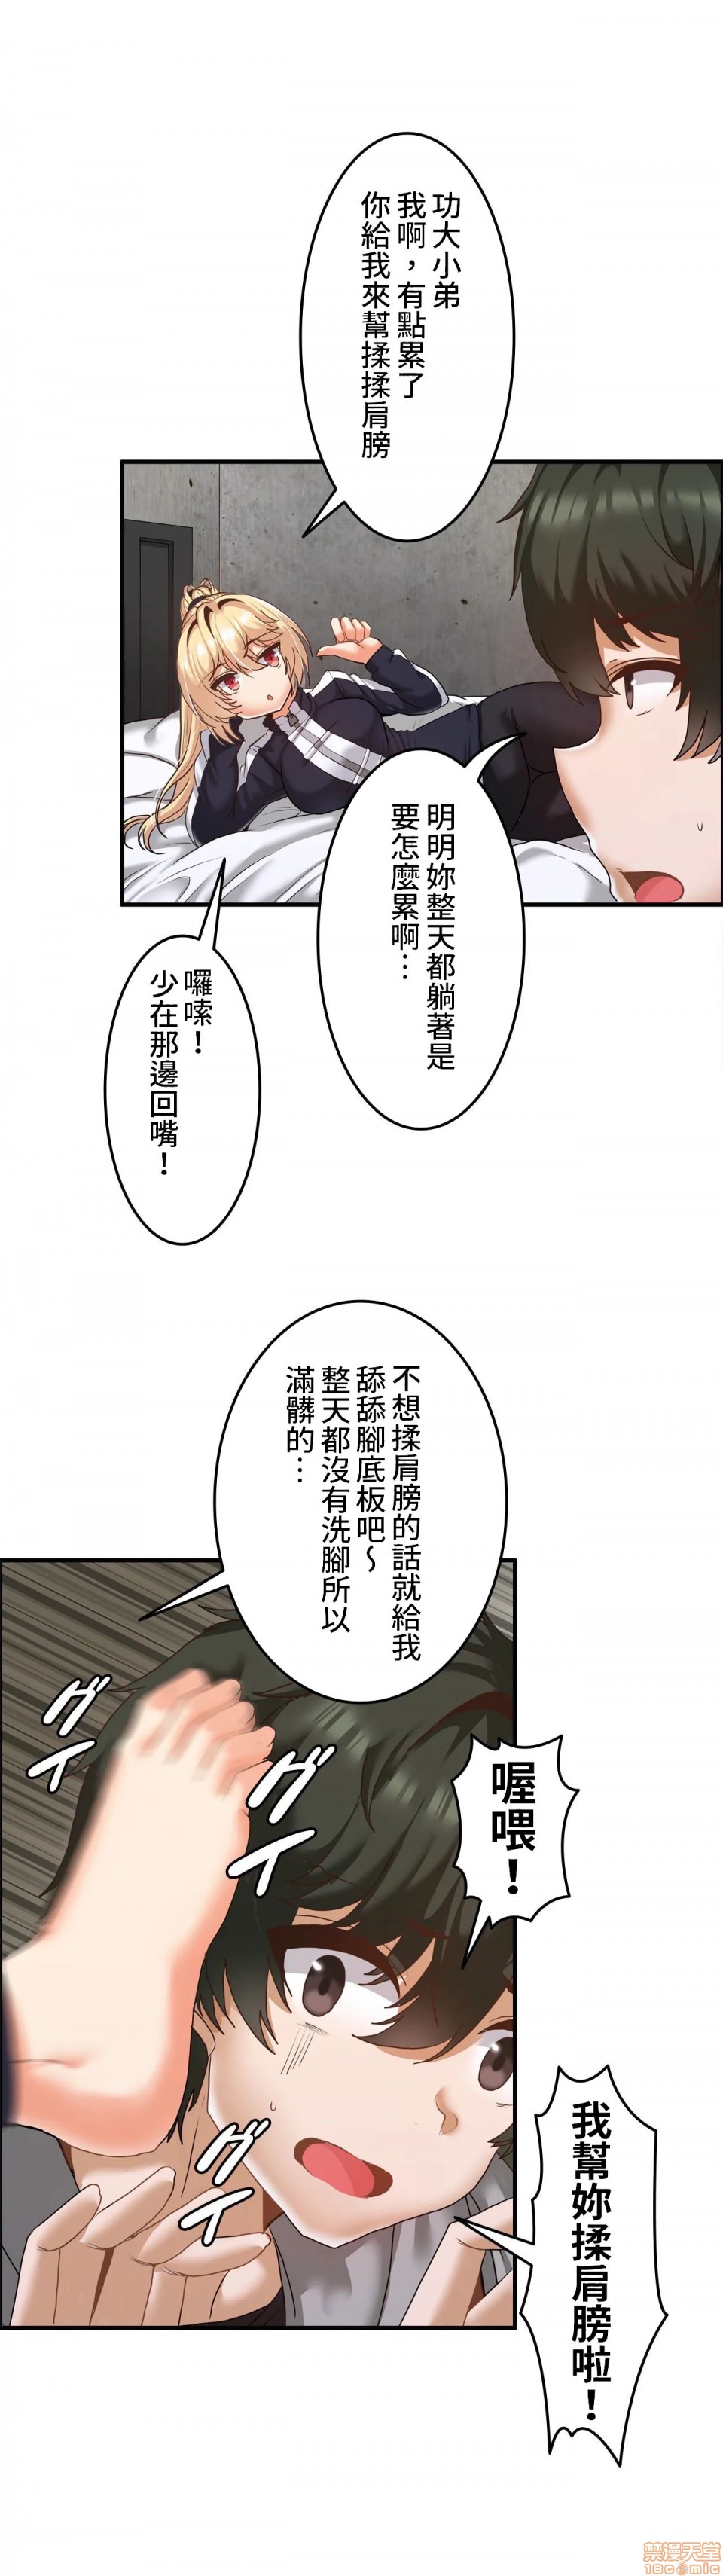 功大小弟
我啊，有點累了
你給我來幫揉揉肩膀
明明妳整天都躺著是
要怎麼累啊…
囉嗦！
少在那邊回嘴！
不想揉肩膀的話就給我
舔舔腳底板吧～
整天都沒有洗腳所以
滿髒的…
グイ
グイ
喔喂！
グイ
我幫妳揉肩膀啦！
禁漫天堂
18comic